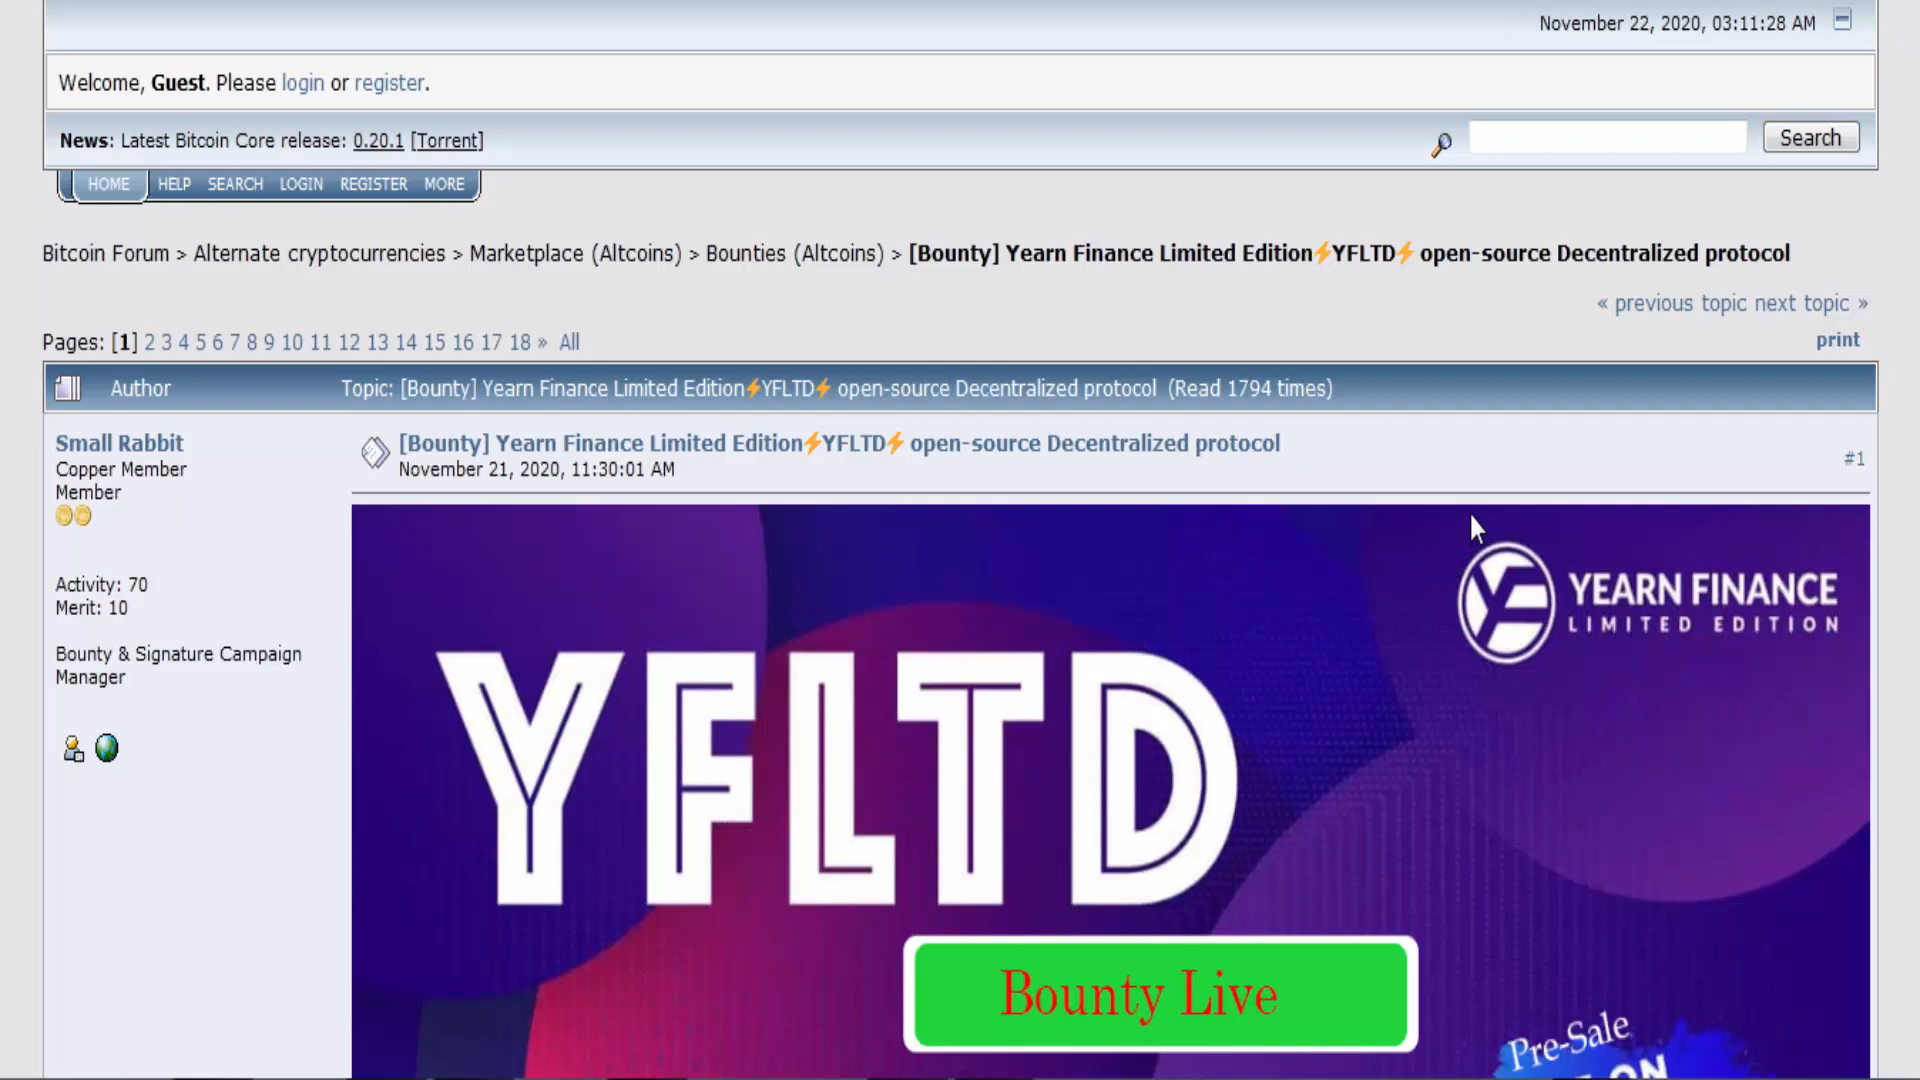 November 22, 2020, 03:11:28 AM
Welcome, Guest. Please login or register.
News: Latest Bitcoin Core release: 0.20.1 [Torrent]
Search
HOME HELP SEARCH LOGIN REGISTER MORE
Bitcoin Forum > Alternate cryptocurrencies > Marketplace (Altcoins) > Bounties (Altcoins) > [Bounty] Yearn Finance Limited Edition⚡YFLTD⚡ open-source Decentralized protocol
« previous topic next topic »
Pages: [1] 2 3 4 5 6 7 8 9 10 11 12 13 14 15 16 17 18 » All
print
Author
Topic: [Bounty] Yearn Finance Limited Edition⚡YFLTD⚡ open-source Decentralized protocol (Read 1794 times)
Small Rabbit
Copper Member
Member
Activity: 70
Merit: 10
Bounty & Signature Campaign
Manager
[Bounty] Yearn Finance Limited Edition⚡YFLTD⚡ open-source Decentralized protocol
November 21, 2020, 11:30:01 AM
#1
YEARN FINANCE
LIMITED EDITION
YFLTD
Bounty Live
Pre-Sale
ON